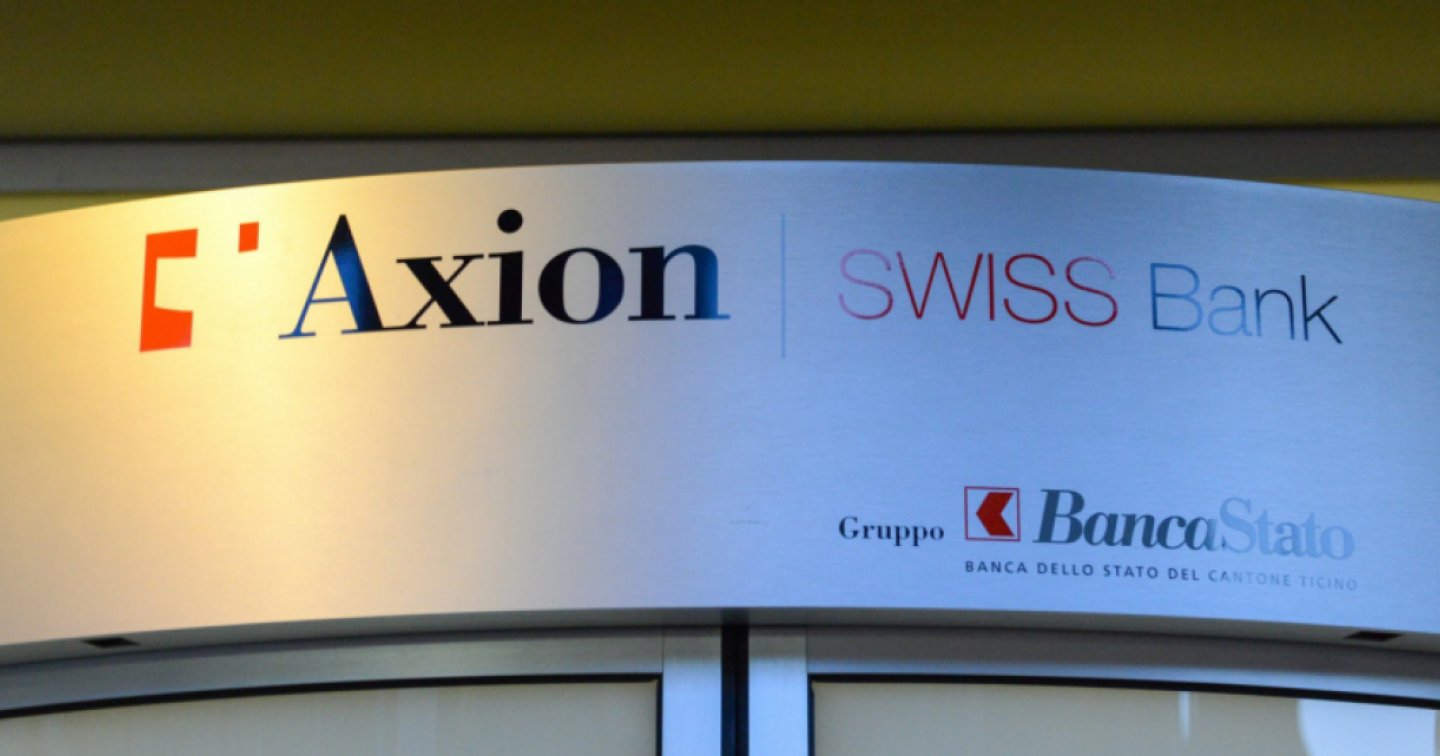 Axion SWISS Bank
Gruppo BancaStato
BANCA DELLO STATO DEL CANTONE TICINO